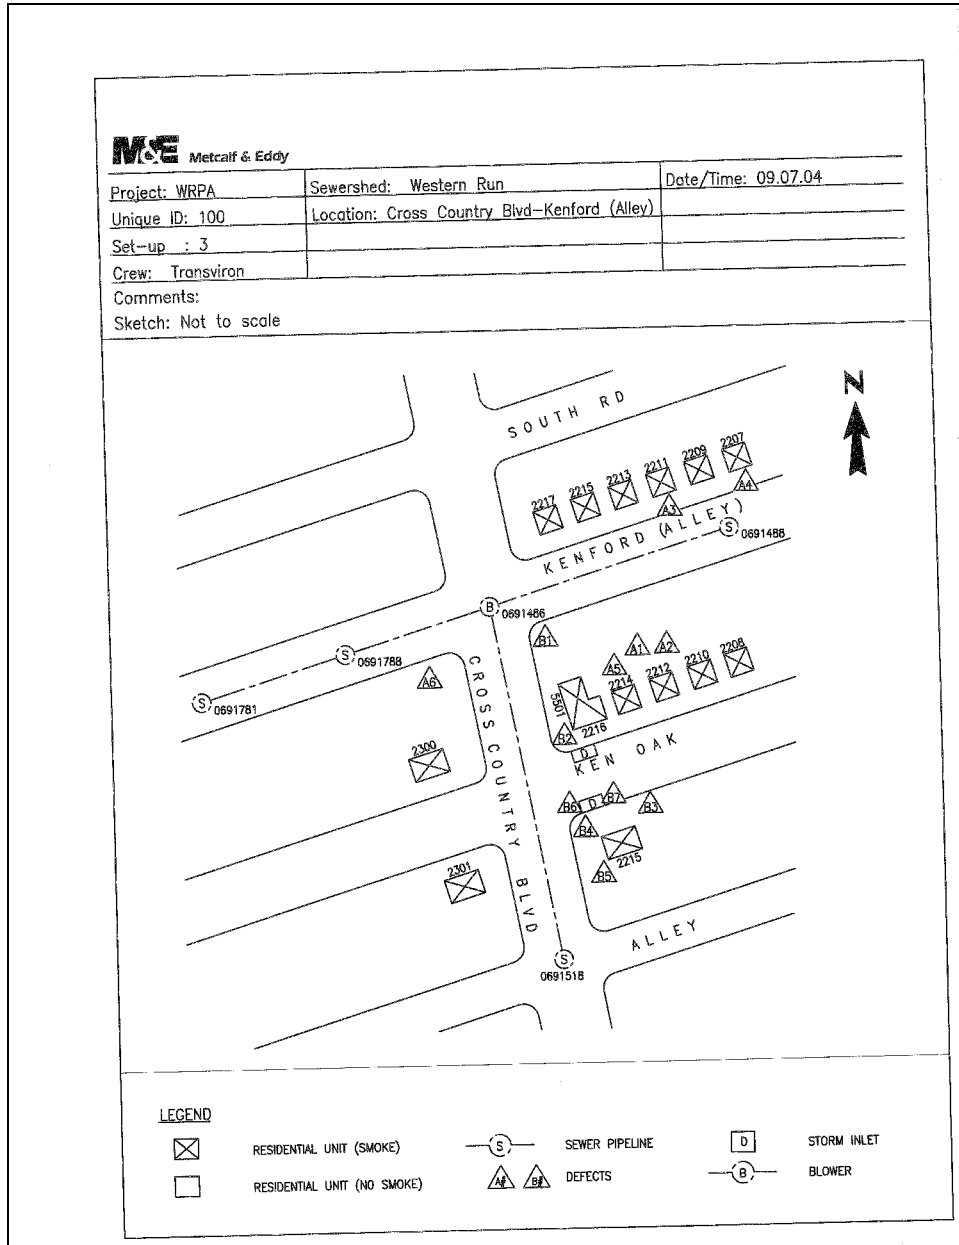 M&E Metcalf & Eddy
Project: WRPA Sewershed: Western Run Date/Time: 09.07.04
Unique ID: 100 Location: Cross Country Blvd-Kenford (Alley)
Set-up : 3
Crew: Transviron
Comments:
Sketch: Not to scale
N
SOUTH RD
2217 2215 2213 2211 2209 2207
A3 A4
KENFORD (ALLEY)
S 0691488
B 0691486
S 0691788
S 0691781
B1 A1 A2 A5 A6
2214 2212 2210 2208
5501
2216
B2
D
KEN OAK
CROSS COUNTRY BLVD
2300
B6 D B7 B3
B4
2215
B5
2301
ALLEY
S
0691518
LEGEND
RESIDENTIAL UNIT (SMOKE) S SEWER PIPELINE D STORM INLET
RESIDENTIAL UNIT (NO SMOKE) A# B# DEFECTS B BLOWER